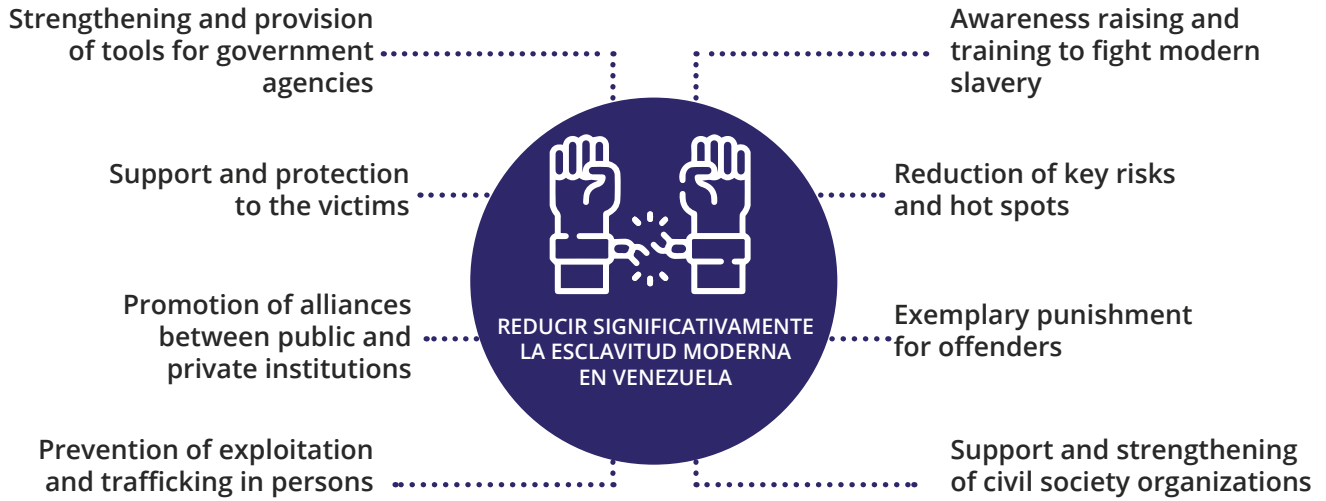 Strengthening and provision
of tools for government
agencies
Support and protection
to the victims
Promotion of alliances
between public and
private institutions
Prevention of exploitation
and trafficking in persons
REDUCIR SIGNIFICATIVAMENTE
LA ESCLAVITUD MODERNA
EN VENEZUELA
Awareness raising and
training to fight modern
slavery
Reduction of key risks
and hot spots
Exemplary punishment
for offenders
Support and strengthening
of civil society organizations